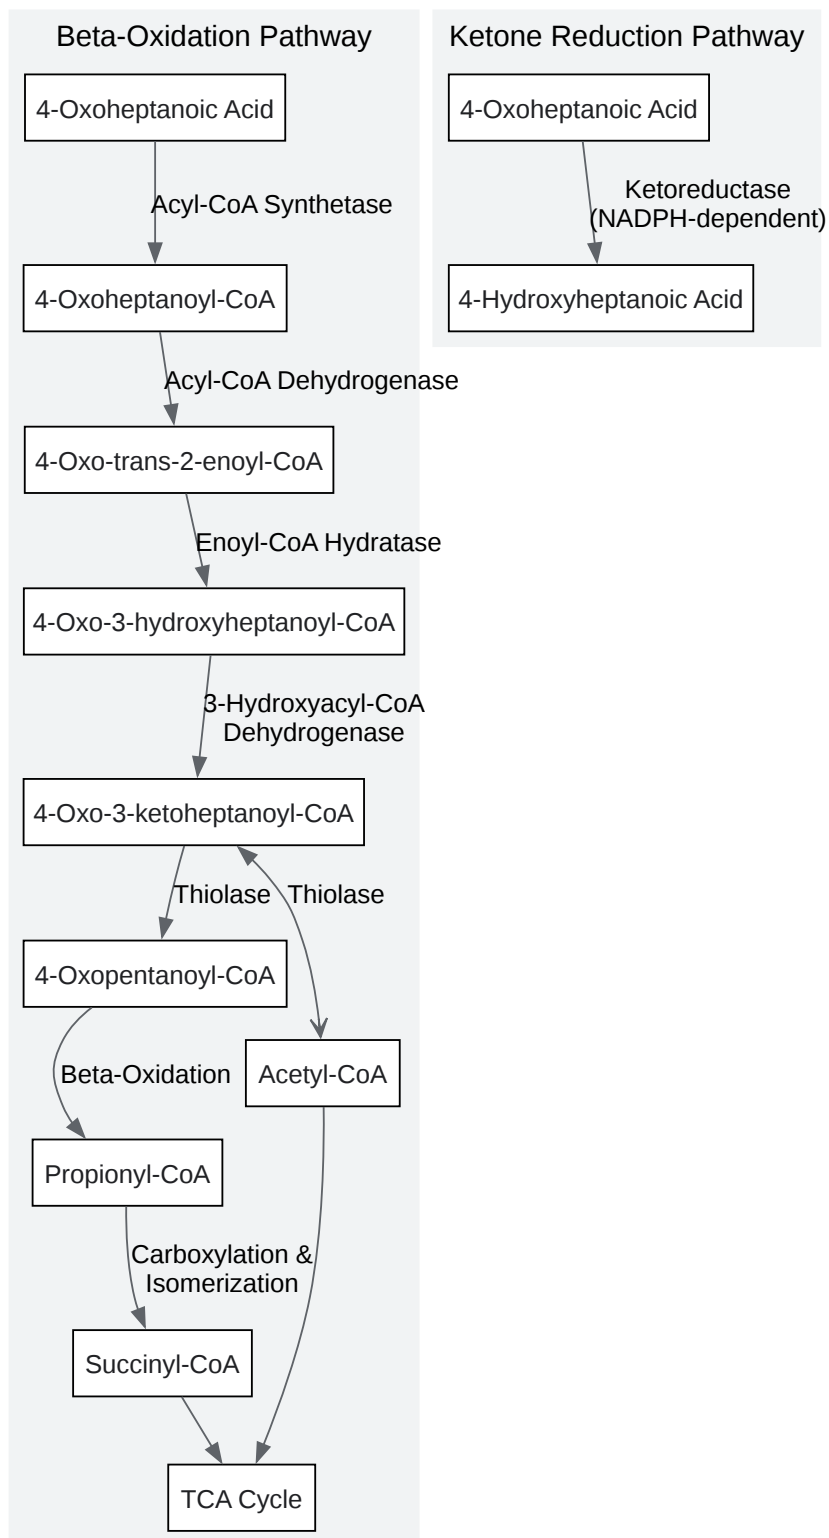 Beta-Oxidation Pathway
4-Oxoheptanoic Acid
Acyl-CoA Synthetase
4-Oxoheptanoyl-CoA
Acyl-CoA Dehydrogenase
4-Oxo-trans-2-enoyl-CoA
Enoyl-CoA Hydratase
4-Oxo-3-hydroxyheptanoyl-CoA
3-Hydroxyacyl-CoA
Dehydrogenase
4-Oxo-3-ketoheptanoyl-CoA
Thiolase
Thiolase
4-Oxopentanoyl-CoA
Acetyl-CoA
Beta-Oxidation
Propionyl-CoA
Carboxylation &
Isomerization
Succinyl-CoA
TCA Cycle
Ketone Reduction Pathway
4-Oxoheptanoic Acid
Ketoreductase
(NADPH-dependent)
4-Hydroxyheptanoic Acid